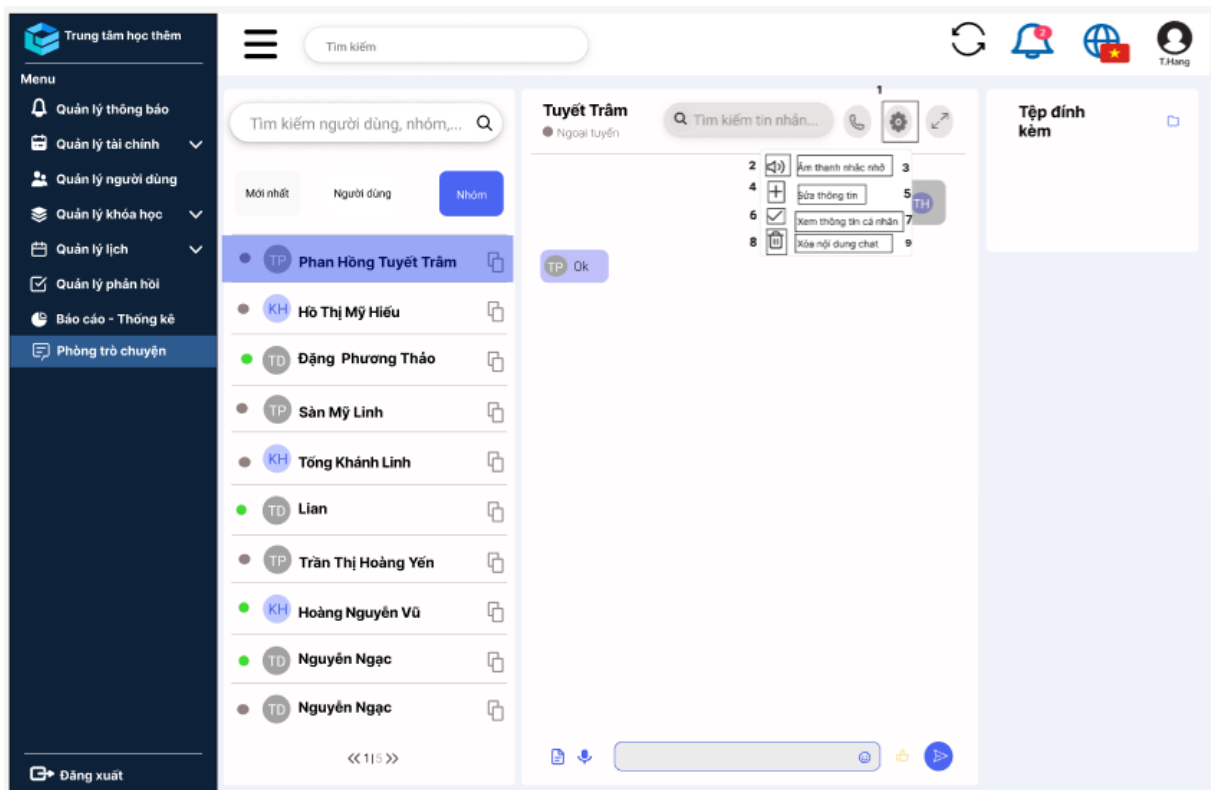 Trung tâm học thêm
Menu
Quản lý thông báo
Quản lý tài chính
Quản lý người dùng
Quản lý khóa học
Quản lý lịch
Quản lý phản hồi
Báo cáo - Thống kê
Phòng trò chuyện
Đăng xuất
Tìm kiếm
2
T.Hang
Tìm kiếm người dùng, nhóm,...
Mới nhất
Người dùng
Nhóm
TP Phan Hồng Tuyết Trâm
KH Hồ Thị Mỹ Hiếu
TD Đặng Phương Thảo
TP Sàn Mỹ Linh
KH Tống Khánh Linh
TD Lian
TP Trần Thị Hoàng Yến
KH Hoàng Nguyễn Vũ
TD Nguyễn Ngạc
TD Nguyễn Ngạc
1|5
Tuyết Trâm
Ngoại tuyến
Tìm kiếm tin nhắn...
1
2 Âm thanh nhắc nhở 3
4 Sửa thông tin 5
6 Xem thông tin cá nhân 7
8 Xóa nội dung chat 9
TH
TP Ok
Tệp đính
kèm